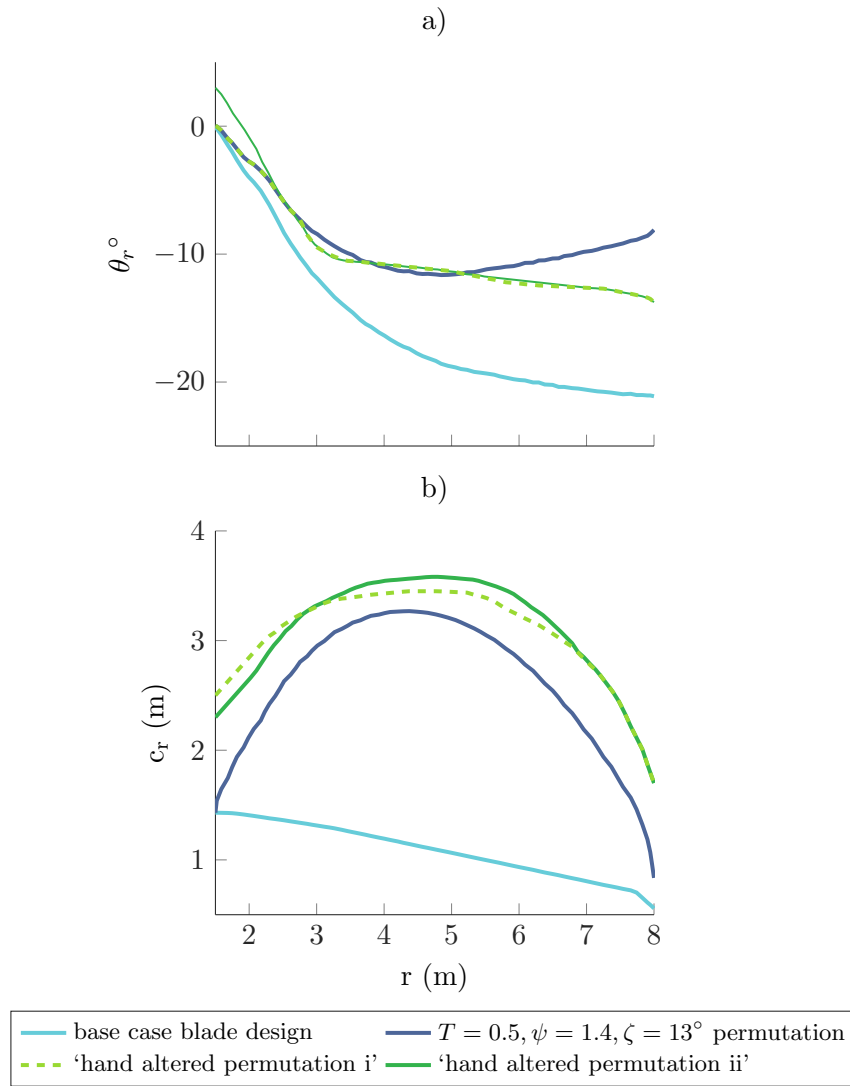 a)
0
−10
−20
θr°
b)
4
3
2
1
cr (m)
2 3 4 5 6 7 8
r (m)
base case blade design
T = 0.5, ψ = 1.4, ζ = 13° permutation
‘hand altered permutation i’
‘hand altered permutation ii’